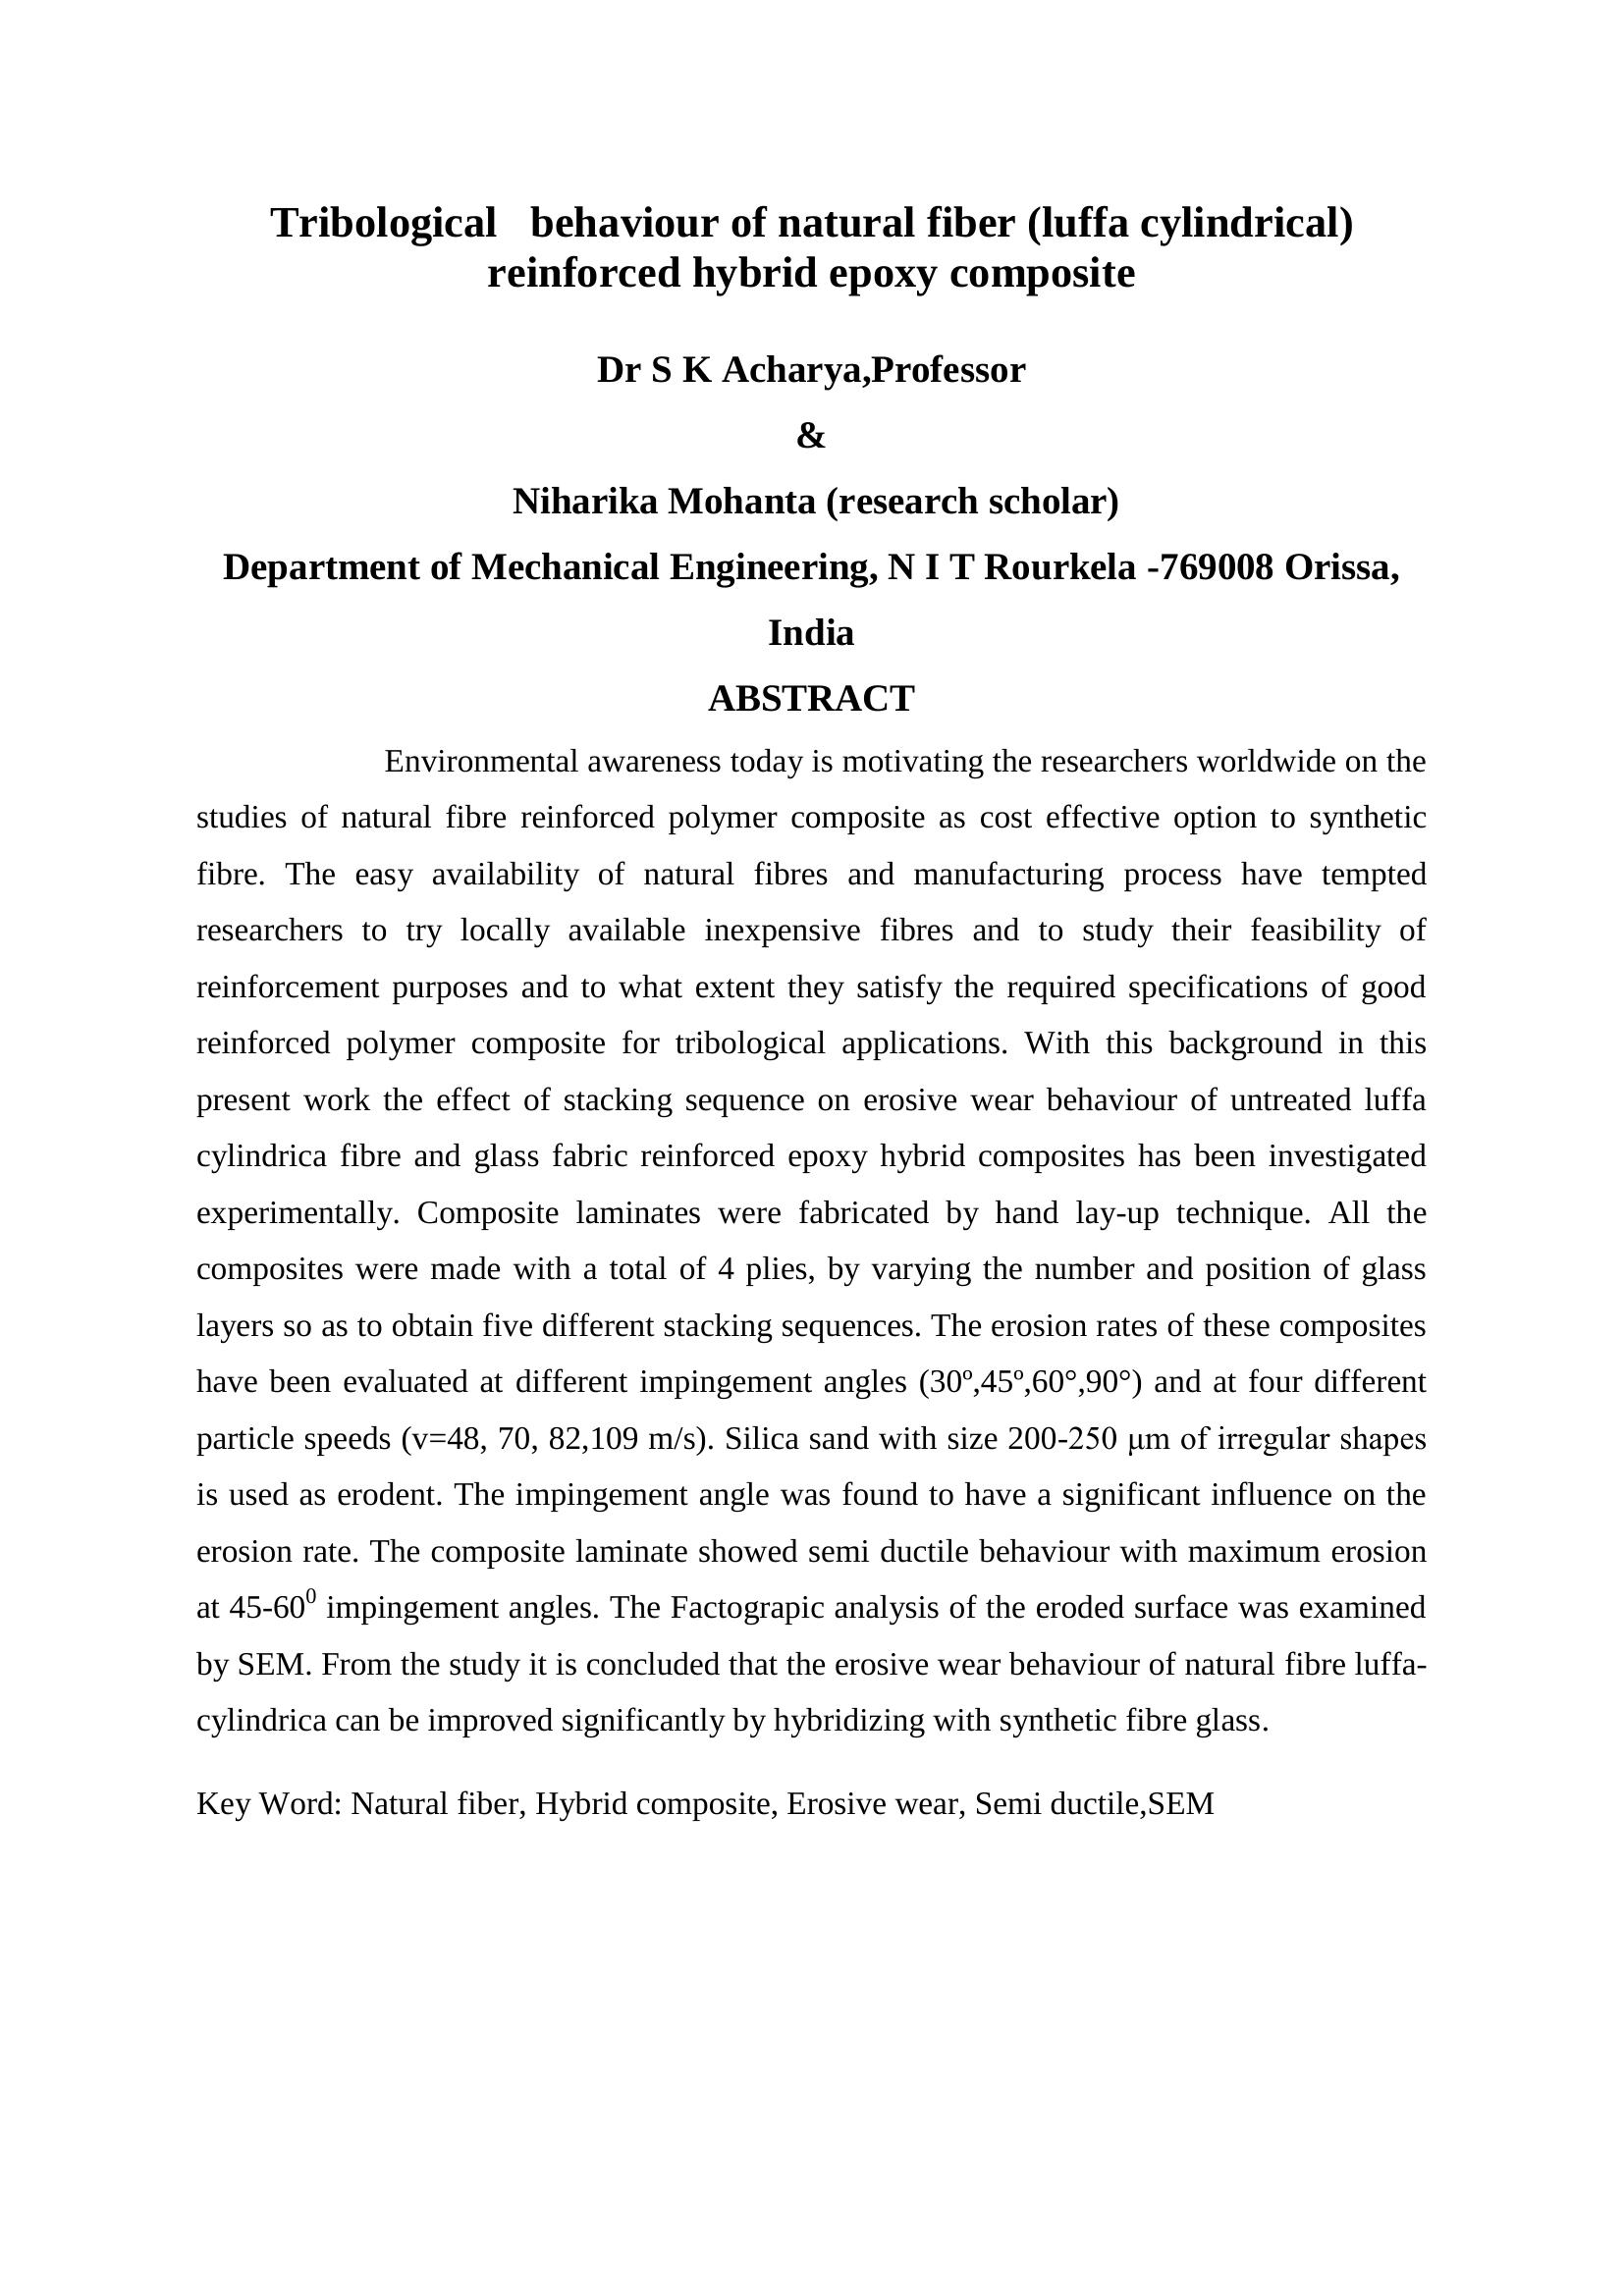 Tribological   behaviour of natural fiber (luffa cylindrical)
reinforced hybrid epoxy composite
Dr S K Acharya,Professor
&
Niharika Mohanta (research scholar)
Department of Mechanical Engineering, N I T Rourkela -769008 Orissa,
India
ABSTRACT
Environmental awareness today is motivating the researchers worldwide on the
studies of natural fibre reinforced polymer composite as cost effective option to synthetic
fibre. The easy availability of natural fibres and manufacturing process have tempted
researchers to try locally available inexpensive fibres and to study their feasibility of
reinforcement purposes and to what extent they satisfy the required specifications of good
reinforced polymer composite for tribological applications. With this background in this
present work the effect of stacking sequence on erosive wear behaviour of untreated luffa
cylindrica fibre and glass fabric reinforced epoxy hybrid composites has been investigated
experimentally. Composite laminates were fabricated by hand lay-up technique. All the
composites were made with a total of 4 plies, by varying the number and position of glass
layers so as to obtain five different stacking sequences. The erosion rates of these composites
have been evaluated at different impingement angles (30º,45º,60°,90°) and at four different
particle speeds (v=48, 70, 82,109 m/s). Silica sand with size 200-250 μm of irregular shapes
is used as erodent. The impingement angle was found to have a significant influence on the
erosion rate. The composite laminate showed semi ductile behaviour with maximum erosion
at 45-60⁰ impingement angles. The Factograpic analysis of the eroded surface was examined
by SEM. From the study it is concluded that the erosive wear behaviour of natural fibre luffa-
cylindrica can be improved significantly by hybridizing with synthetic fibre glass.
Key Word: Natural fiber, Hybrid composite, Erosive wear, Semi ductile,SEM